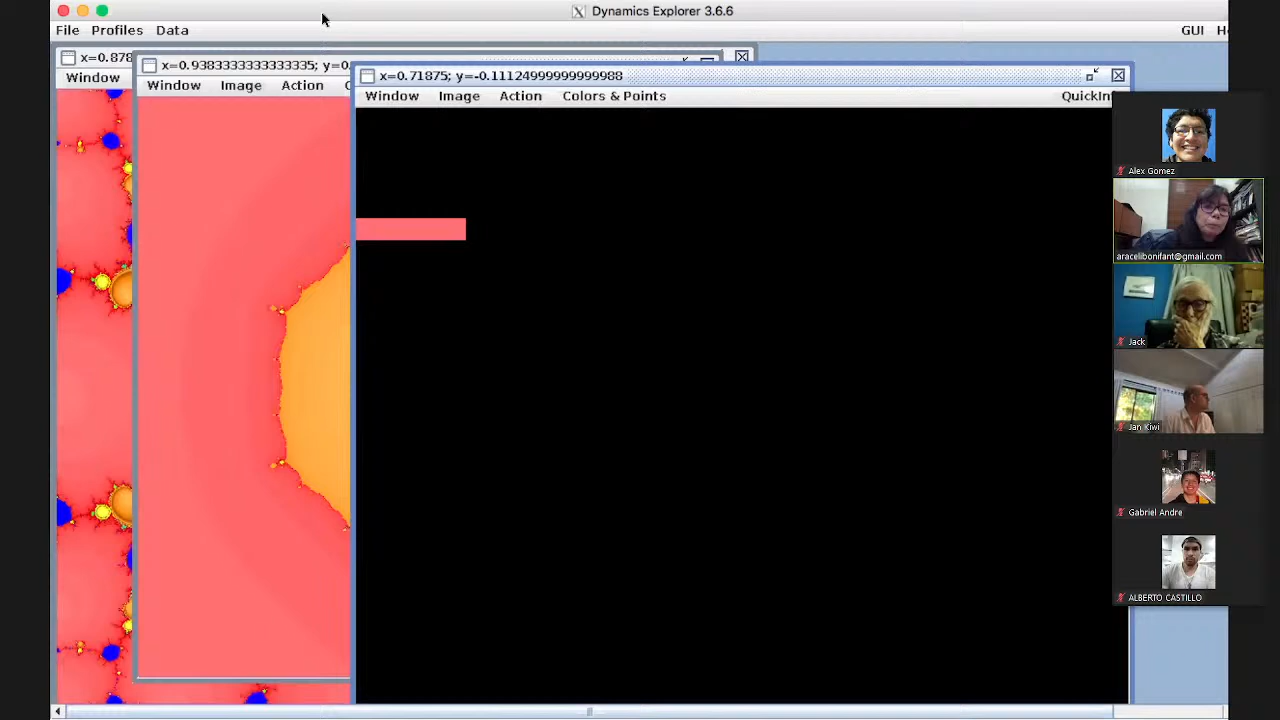 Dynamics Explorer 3.6.6
File Profiles Data GUI
x=0.878
x=0.9383333333333335; y=0.
x=0.71875; y=-0.11124999999999988
Window
Window Image Action
Window Image Action Colors & Points QuickInf
Alex Gomez
aracelibonifant@gmail.com
Jack
Jan Kiwi
Gabriel Andre
ALBERTO CASTILLO